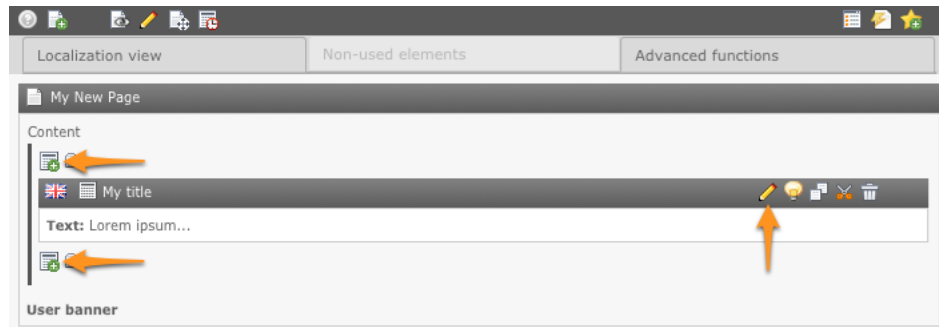 Localization view
Non-used elements
Advanced functions
My New Page
Content
My title
Text: Lorem ipsum...
User banner